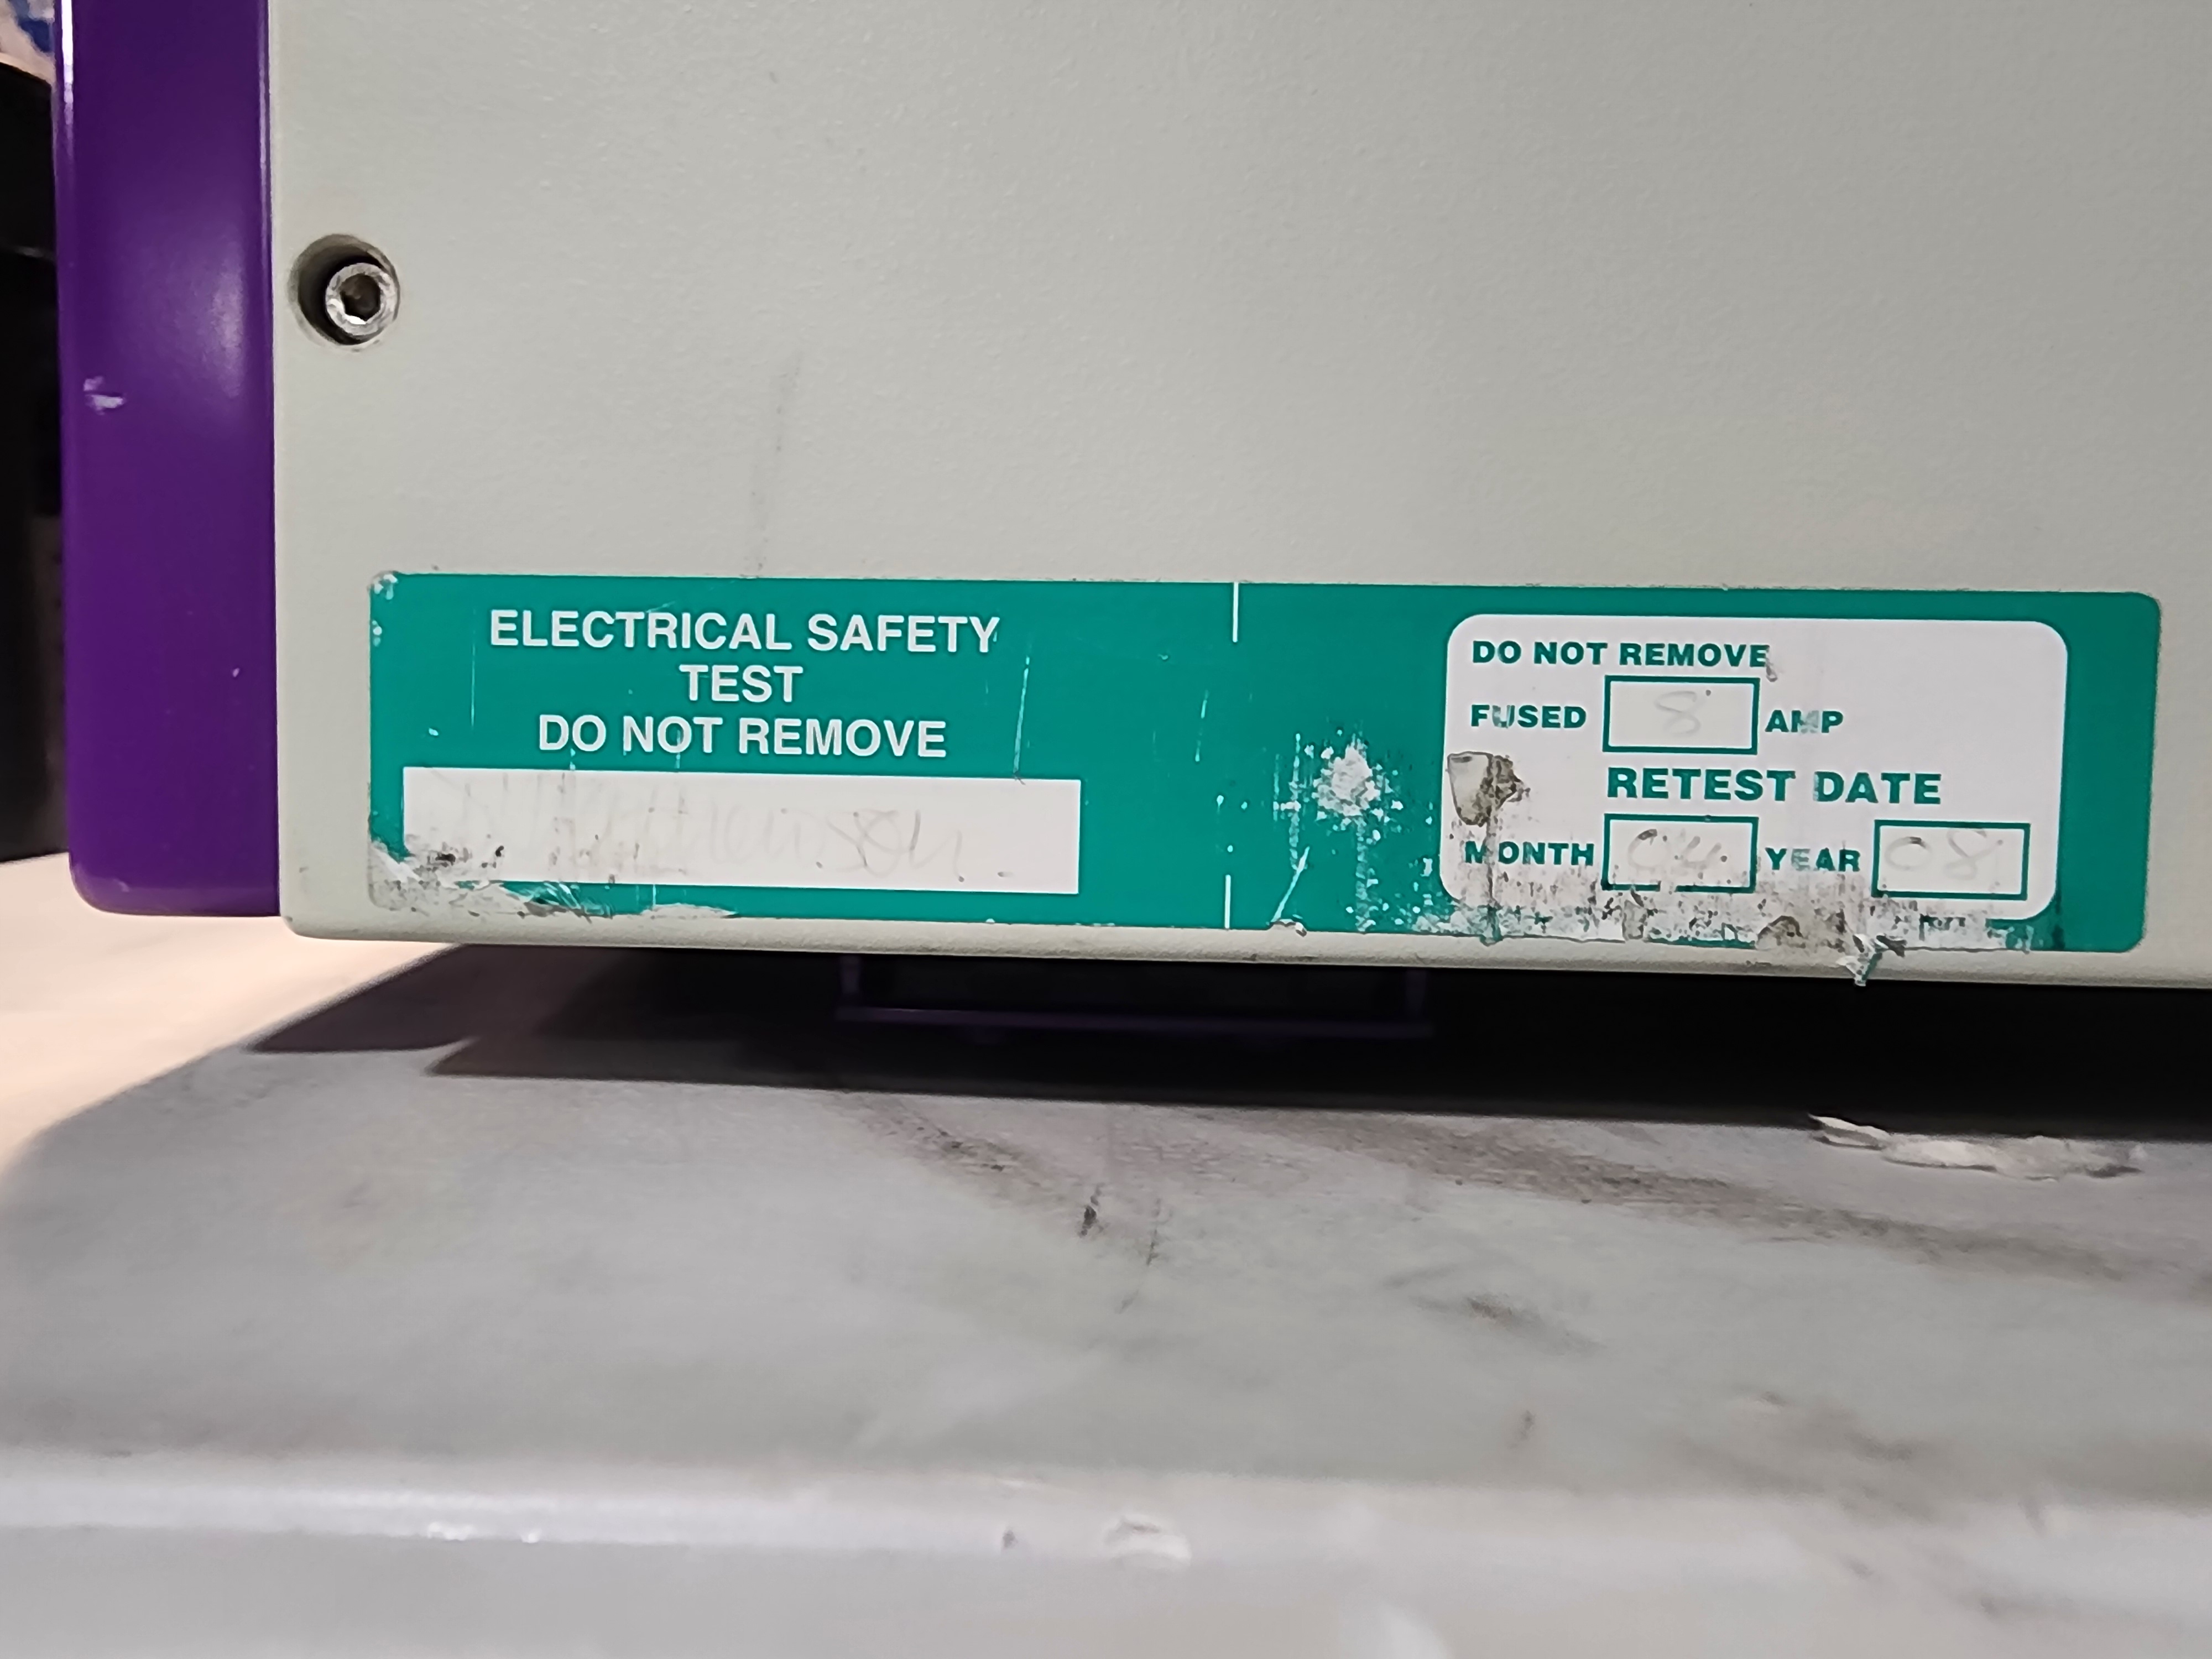 ELECTRICAL SAFETY
TEST
DO NOT REMOVE
DO NOT REMOVE
FUSED 8 AMP
RETEST DATE
MONTH 04 YEAR 08